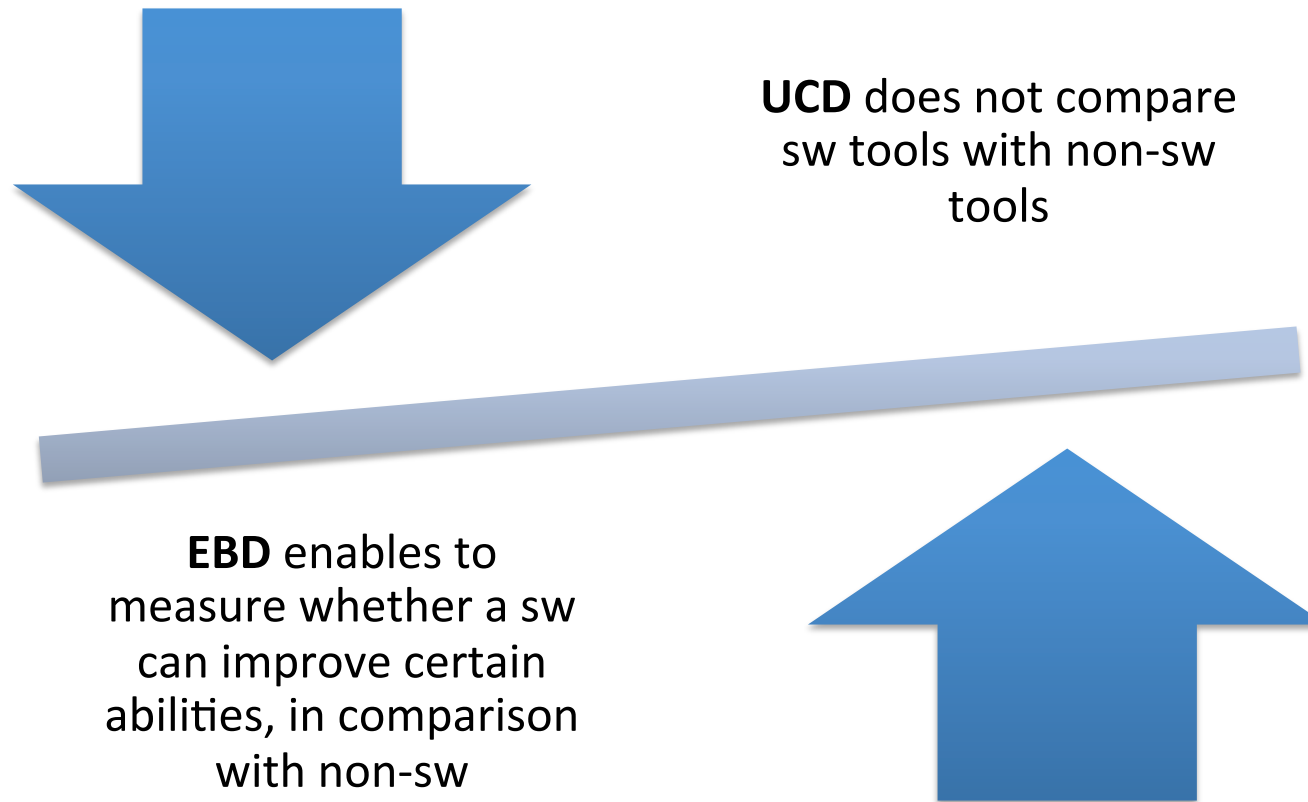 UCD does not compare
sw tools with non-sw
tools
EBD enables to
measure whether a sw
can improve certain
abilities, in comparison
with non-sw